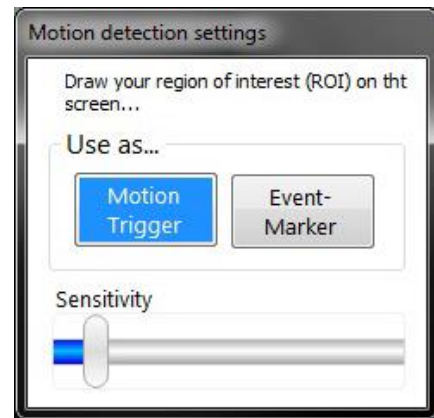 Motion detection settings
Draw your region of interest (ROI) on tht
screen...
Use as...
Motion
Trigger
Event-
Marker
Sensitivity